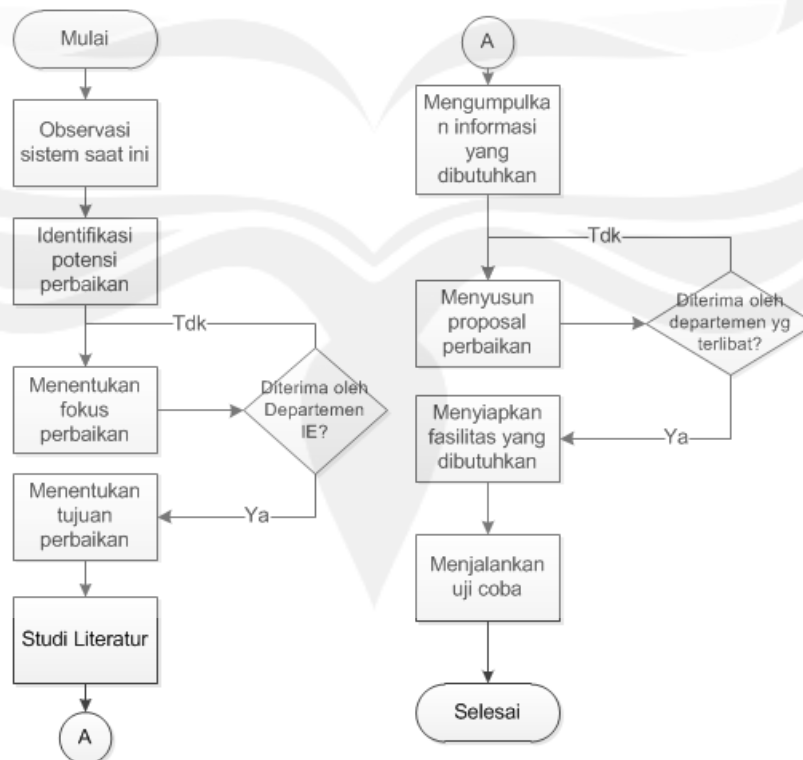 Mulai
Observasi
sistem saat ini
Identifikasi
potensi
perbaikan
Tdk
Menentukan
fokus
perbaikan
Diterima oleh
Departemen
IE?
Ya
Menentukan
tujuan
perbaikan
Studi Literatur
A
A
Mengumpulka
n informasi
yang
dibutuhkan
Tdk
Menyusun
proposal
perbaikan
Diterima oleh
departemen yg
terlibat?
Ya
Menyiapkan
fasilitas yang
dibutuhkan
Menjalankan
uji coba
Selesai